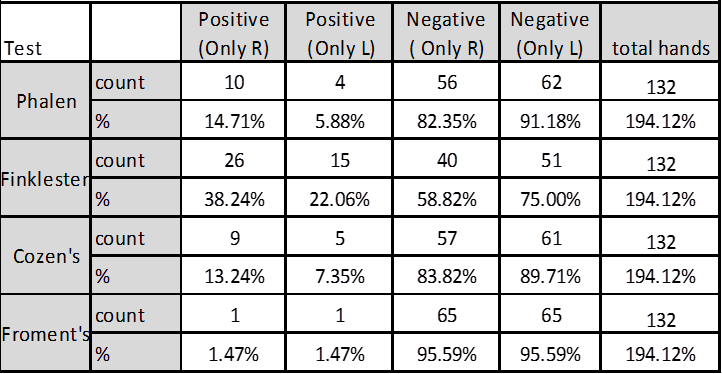 Test Positive (Only R) Positive (Only L) Negative ( Only R) Negative (Only L) total hands
Phalen count 10 4 56 62 132
% 14.71% 5.88% 82.35% 91.18% 194.12%
Finklester count 26 15 40 51 132
% 38.24% 22.06% 58.82% 75.00% 194.12%
Cozen's count 9 5 57 61 132
% 13.24% 7.35% 83.82% 89.71% 194.12%
Froment's count 1 1 65 65 132
% 1.47% 1.47% 95.59% 95.59% 194.12%